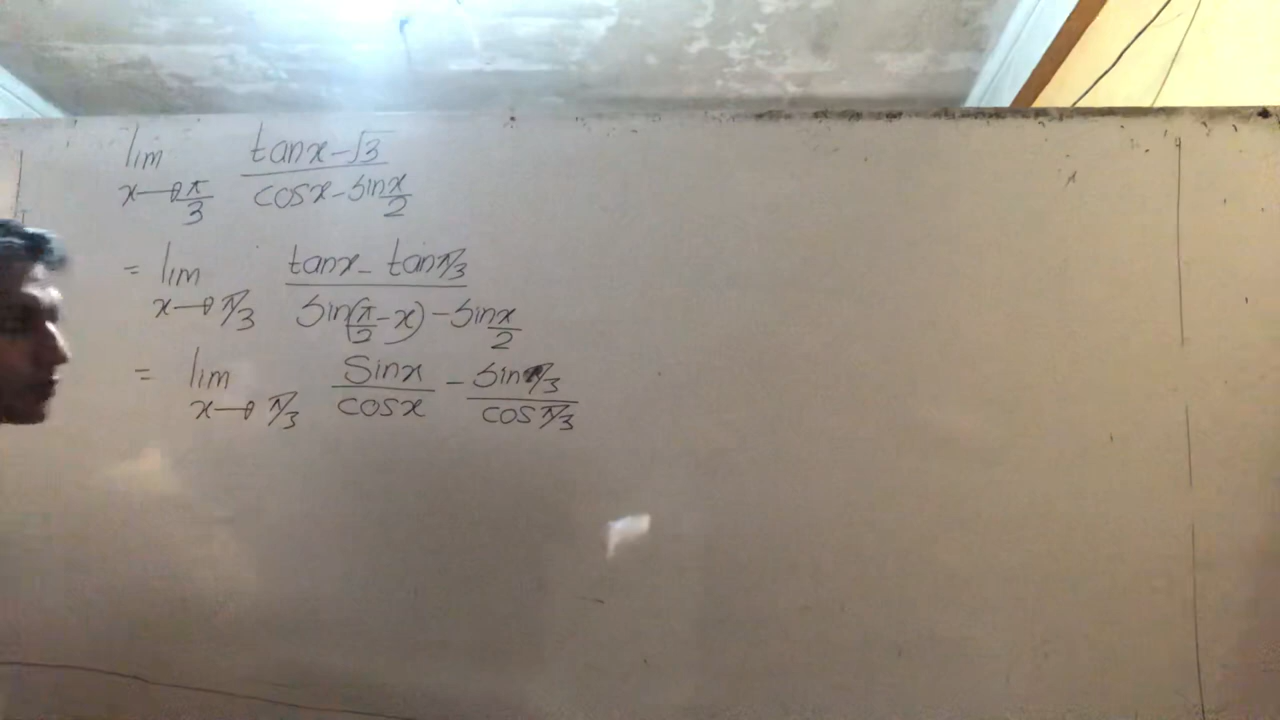 lim tanx-√3 / cosx-sin x/2
x→π/3
= lim tanx - tanπ/3 / sin(π/2-x) - sin x/2
x→π/3
= lim sinx/cosx - sinπ/3 / cosπ/3
x→π/3